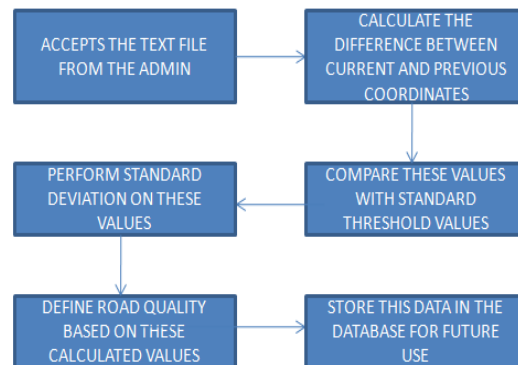 ACCEPTS THE TEXT FILE
FROM THE ADMIN
CALCULATE THE
DIFFERENCE BETWEEN
CURRENT AND PREVIOUS
COORDINATES
COMPARE THESE VALUES
WITH STANDARD
THRESHOLD VALUES
PERFORM STANDARD
DEVIATION ON THESE
VALUES
DEFINE ROAD QUALITY
BASED ON THESE
CALCULATED VALUES
STORE THIS DATA IN THE
DATABASE FOR FUTURE
USE